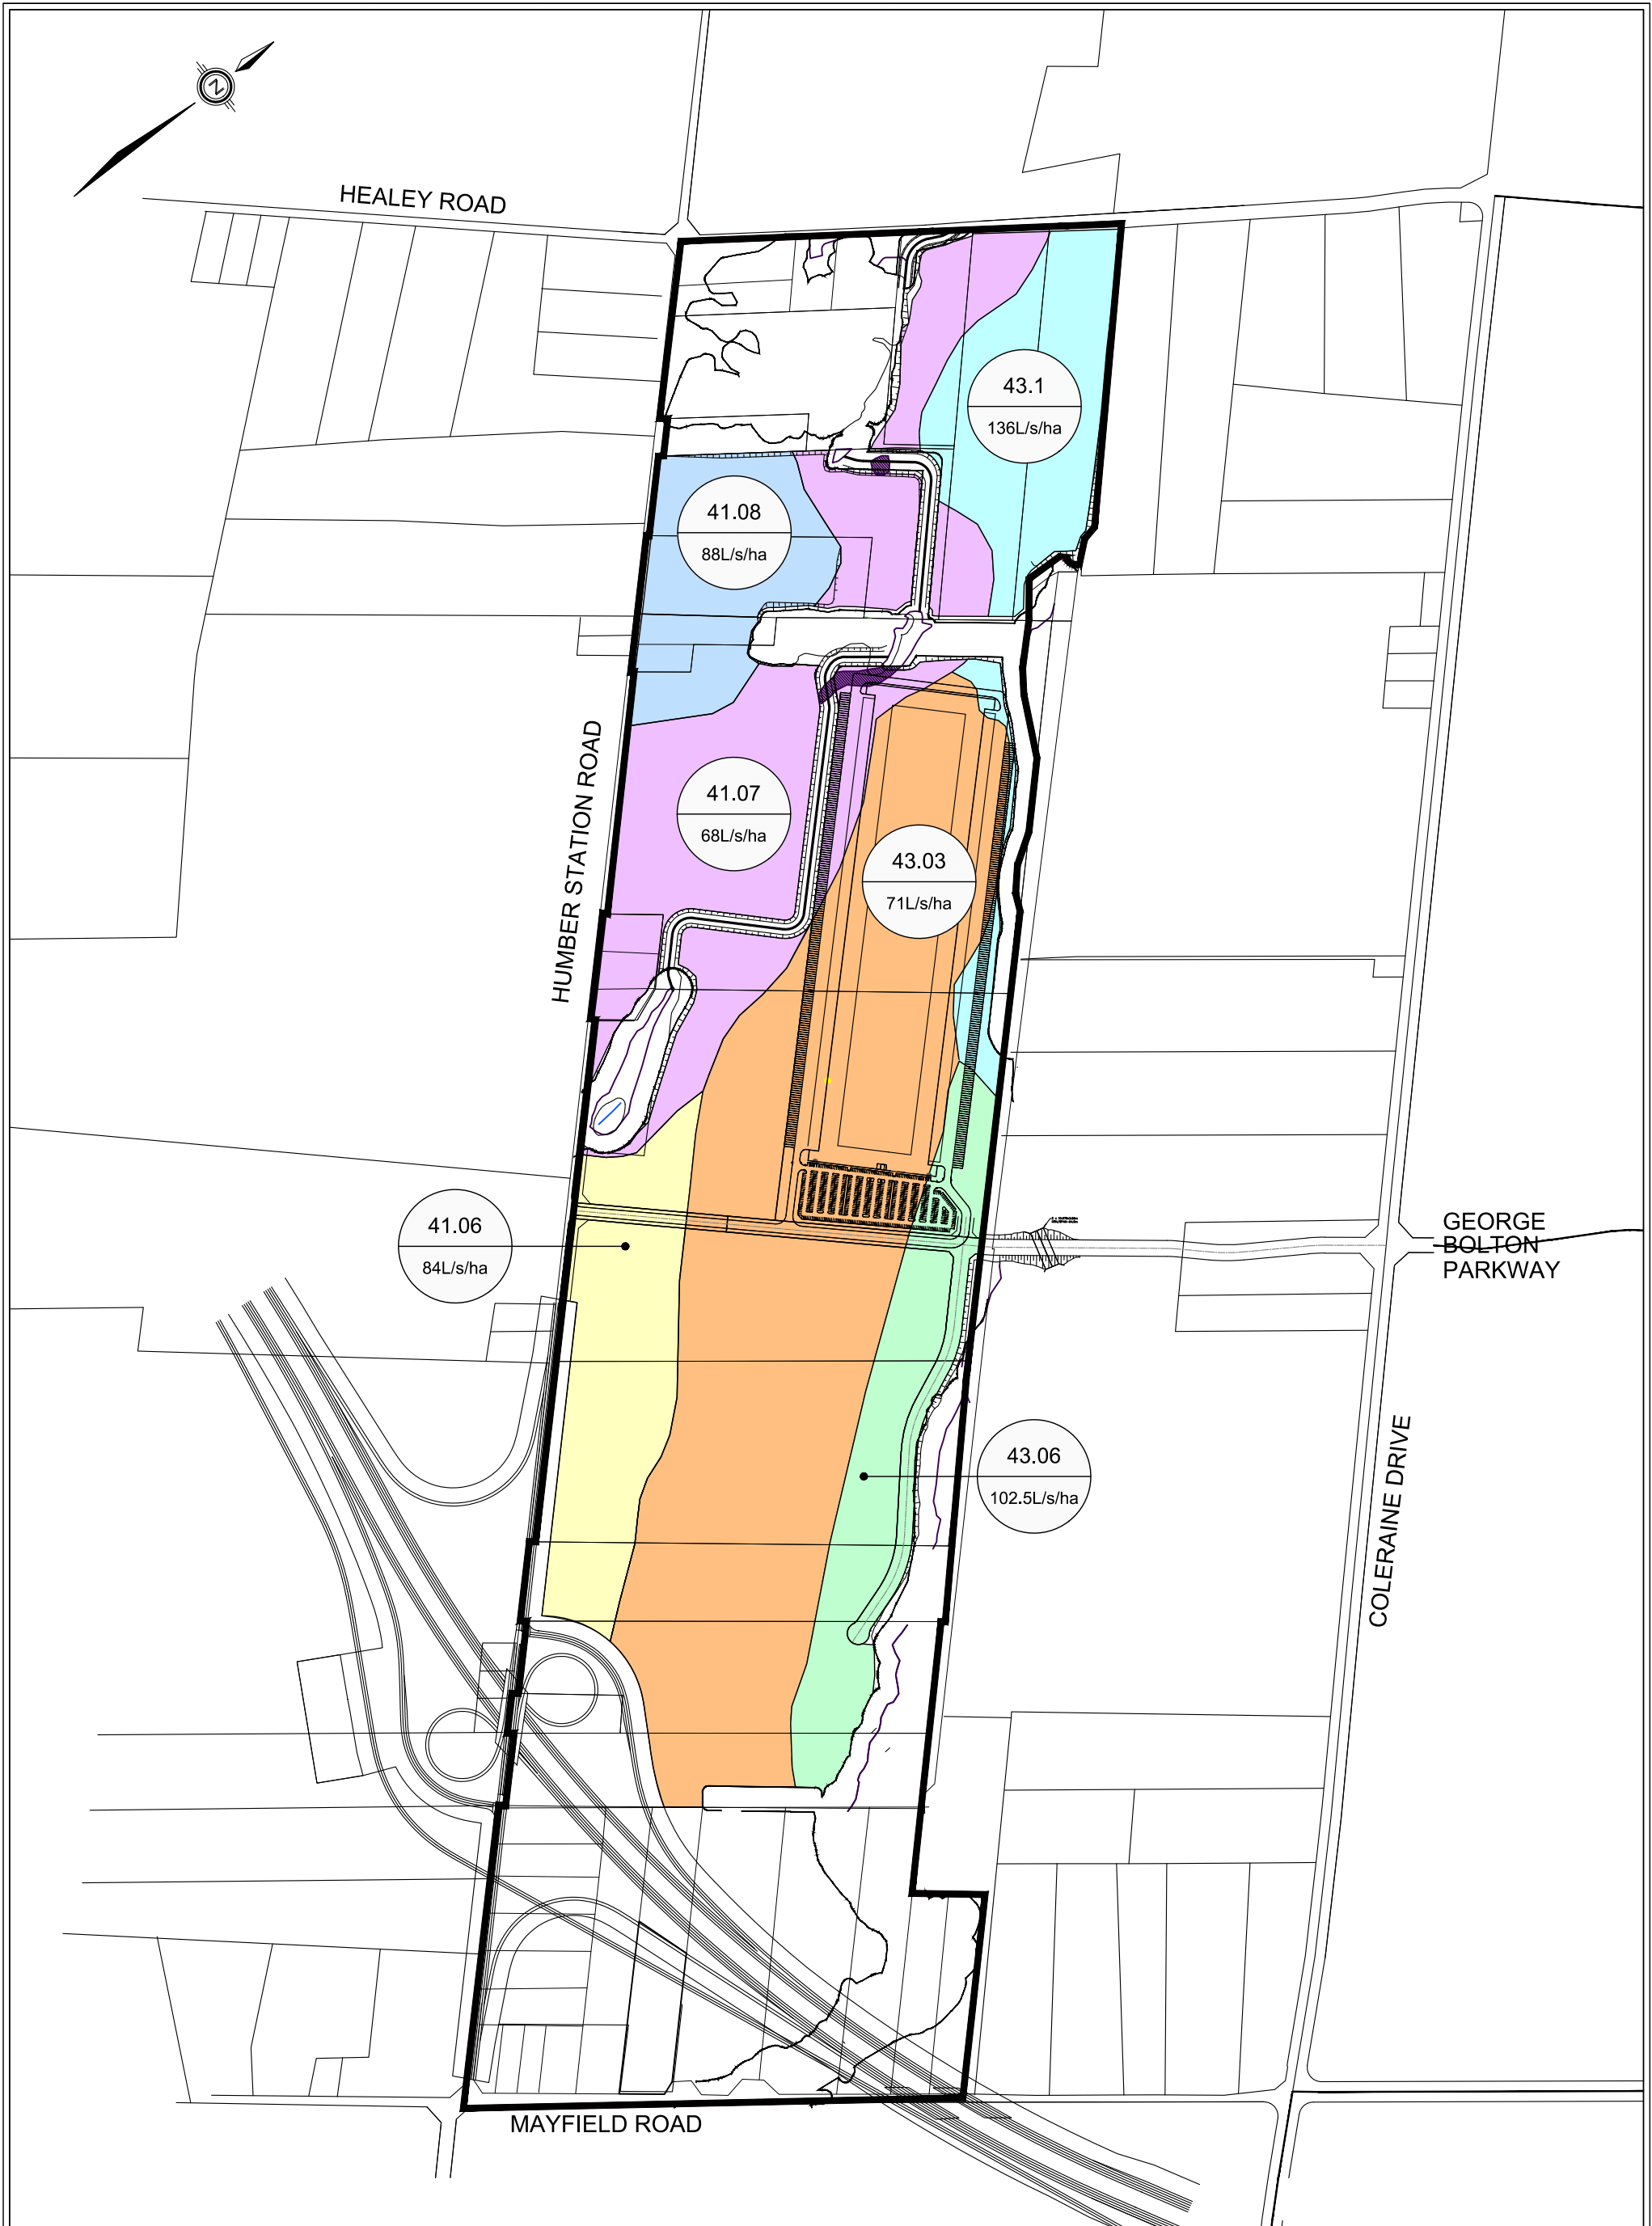 N
HEALEY ROAD
43.1
136L/s/ha
41.08
88L/s/ha
HUMBER STATION ROAD
41.07
68L/s/ha
43.03
71L/s/ha
41.06
84L/s/ha
GEORGE
BOLTON
PARKWAY
43.06
102.5L/s/ha
COLERAINE DRIVE
MAYFIELD ROAD